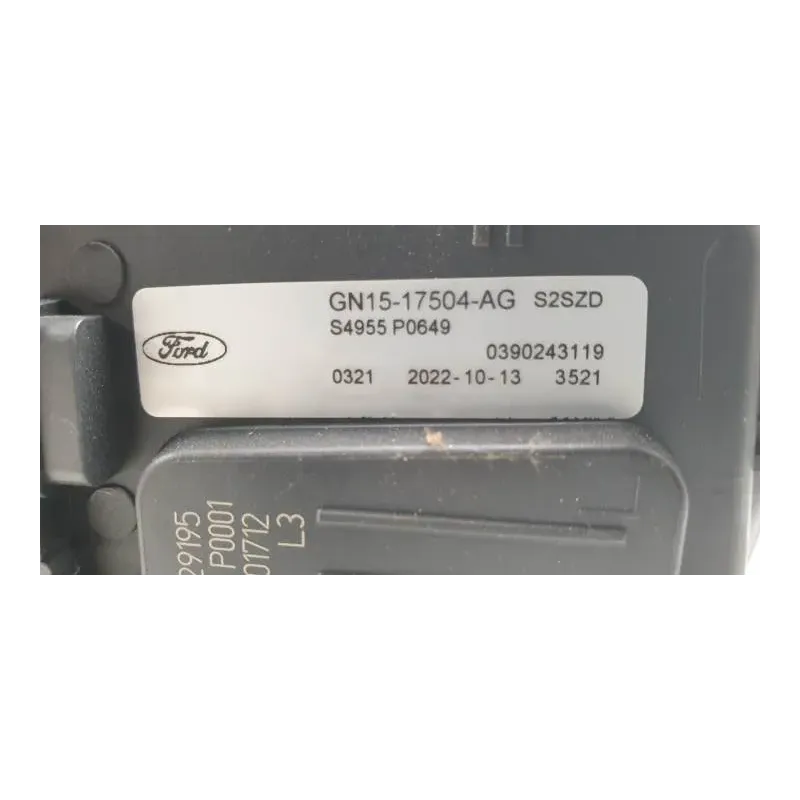 GN15-17504-AG S2SZD
S4955 P0649
Ford
0390243119
0321 2022-10-13 3521
29195
P0001
01712
L3